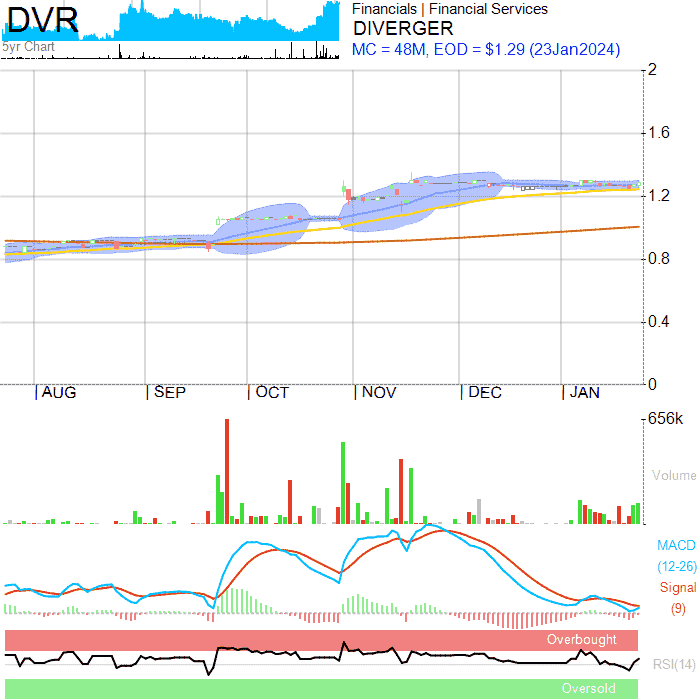 DVR
5yr Chart
Financials | Financial Services
DIVERGER
MC = 48M, EOD = $1.29 (23Jan2024)
2
1.6
1.2
0.8
0.4
0
AUG SEP OCT NOV DEC JAN
656k
Volume
MACD
(12-26)
Signal
(9)
Overbought
RSI(14)
Oversold